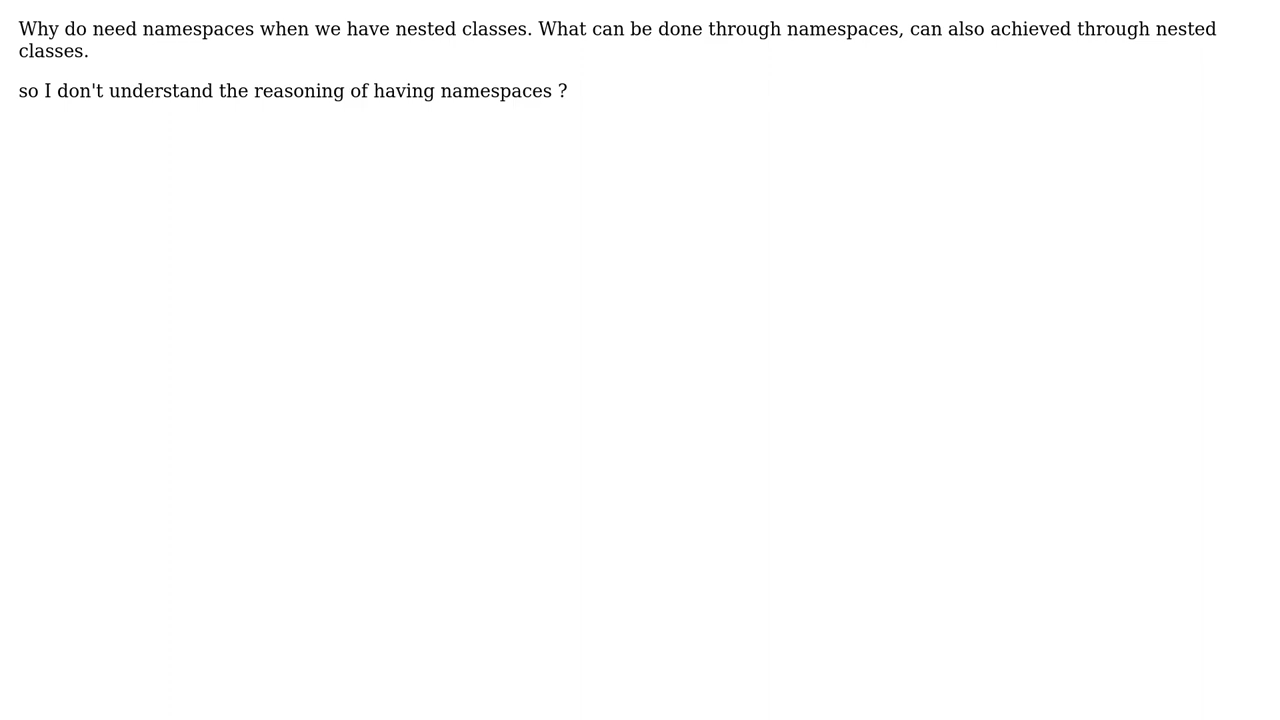 Why do need namespaces when we have nested classes. What can be done through namespaces, can also achieved through nested
classes.
so I don't understand the reasoning of having namespaces ?